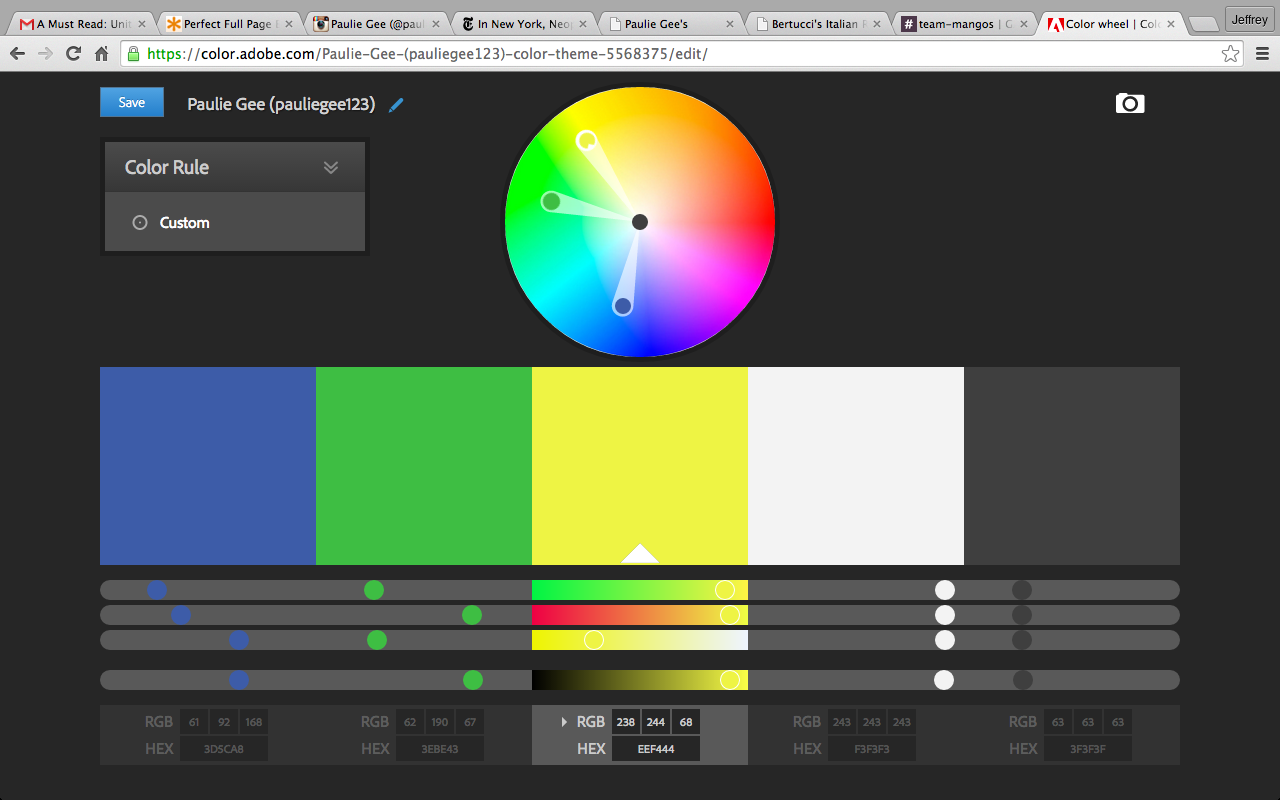 A Must Read: Unit
Perfect Full Page
Paulie Gee (@paul
In New York, Neo
Paulie Gee's
Bertucci's Italian R
team-mangos | G
Color wheel | Colo
Jeffrey
https://color.adobe.com/Paulie-Gee-(pauliegee123)-color-theme-5568375/edit/
Save
Paulie Gee (pauliegee123)
Color Rule
Custom
RGB 61 92 168
RGB 62 190 67
RGB 238 244 68
RGB 243 243 243
RGB 63 63 63
HEX 3D5CA8
HEX 3EBE43
HEX EEF444
HEX F3F3F3
HEX 3F3F3F